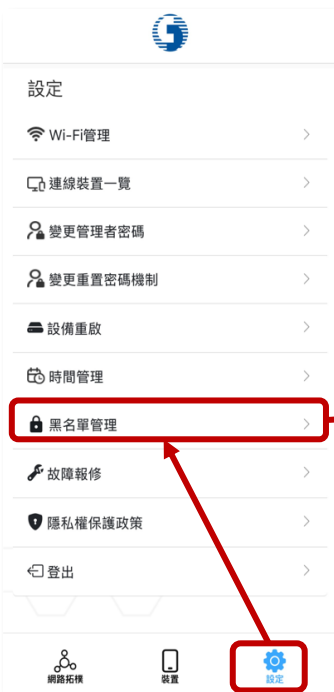 設定
Wi-Fi管理
連線裝置一覽
變更管理者密碼
變更重置密碼機制
設備重啟
時間管理
黑名單管理
故障報修
隱私權保護政策
登出
網路拓樸
裝置
設定